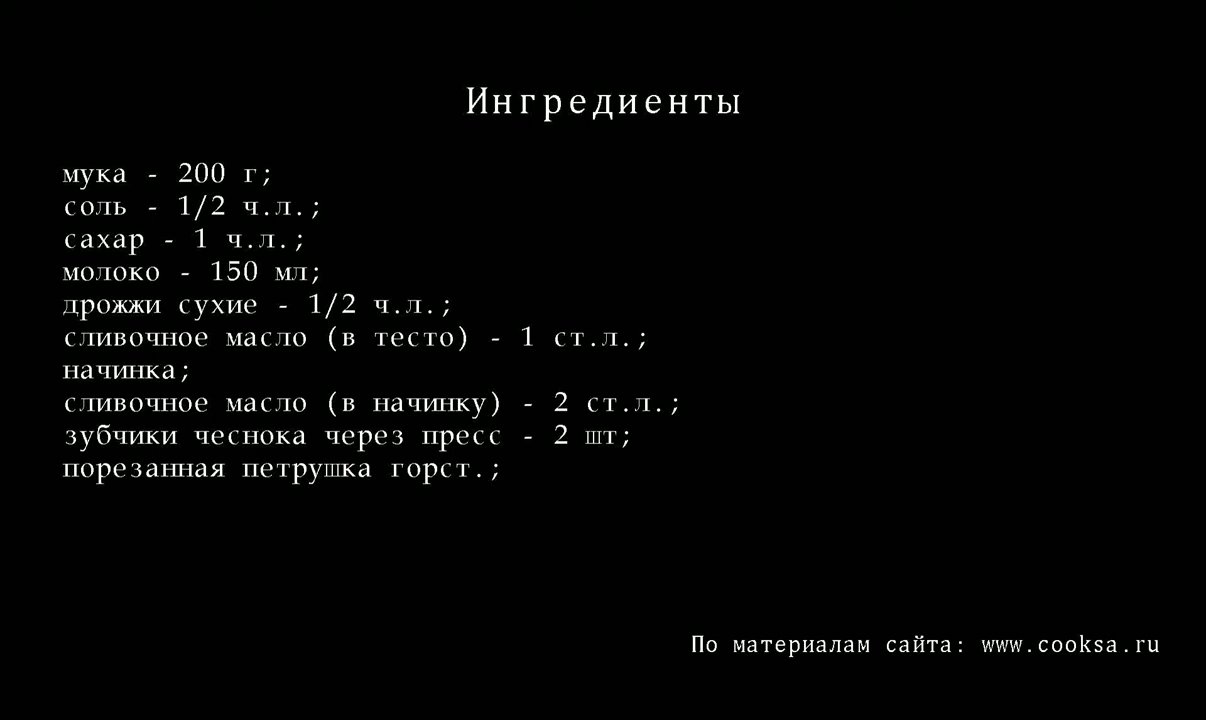 Ингредиенты
мука - 200 г;
соль - 1/2 ч.л.;
сахар - 1 ч.л.;
молоко - 150 мл;
дрожжи сухие - 1/2 ч.л.;
сливочное масло (в тесто) - 1 ст.л.;
начинка;
сливочное масло (в начинку) - 2 ст.л.;
зубчики чеснока через пресс - 2 шт;
порезанная петрушка горст.;
По материалам сайта: www.cooksa.ru